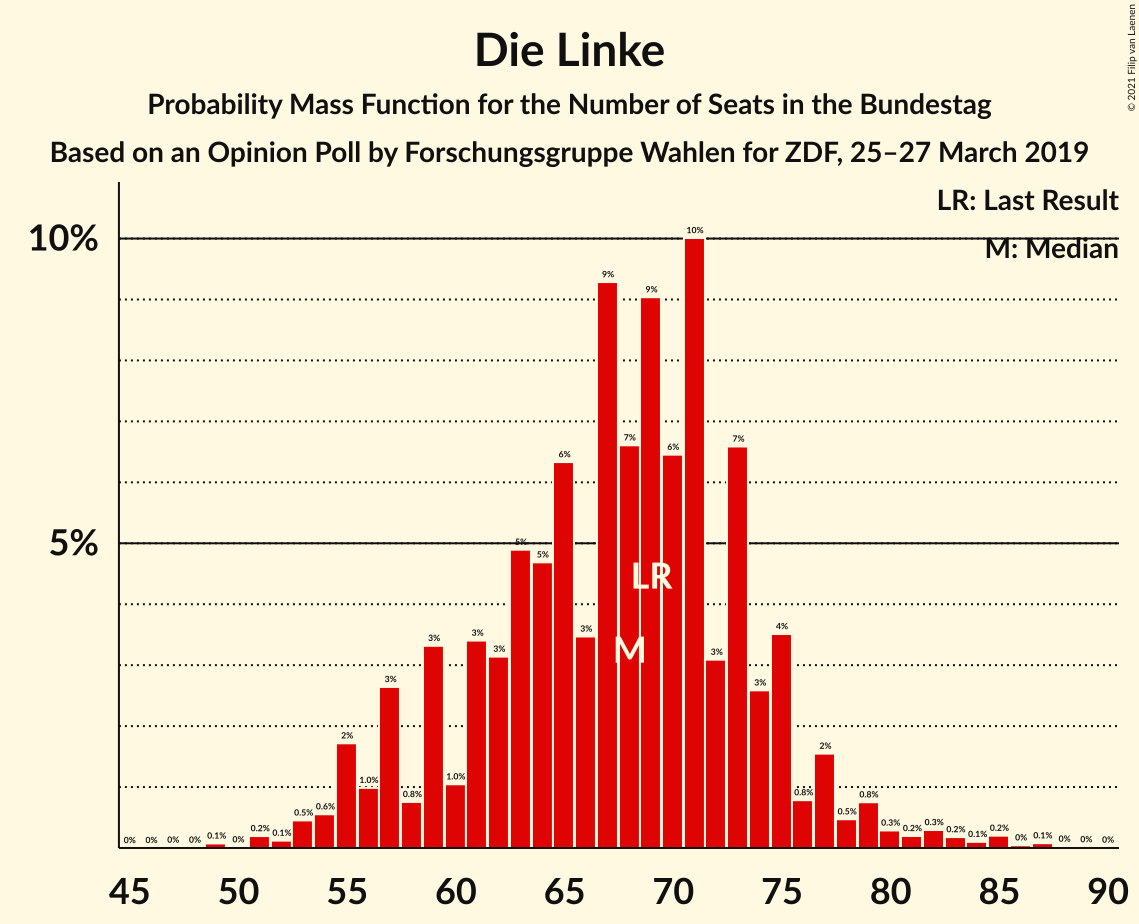 Die Linke
Probability Mass Function for the Number of Seats in the Bundestag
Based on an Opinion Poll by Forschungsgruppe Wahlen for ZDF, 25–27 March 2019
© 2021 Filip van Laenen
LR: Last Result
M: Median
10%
5%
0% 0% 0% 0% 0.1% 0% 0.2% 0.1% 0.5% 0.6% 2% 1.0% 3% 0.8% 3% 1.0% 3% 3% 5% 5% 6% 3% 9% 7% 9% 6% 10% 3% 7% 3% 4% 0.8% 2% 0.5% 0.8% 0.3% 0.2% 0.3% 0.2% 0.1% 0.2% 0% 0.1% 0% 0% 0%
LR
M
45 50 55 60 65 70 75 80 85 90